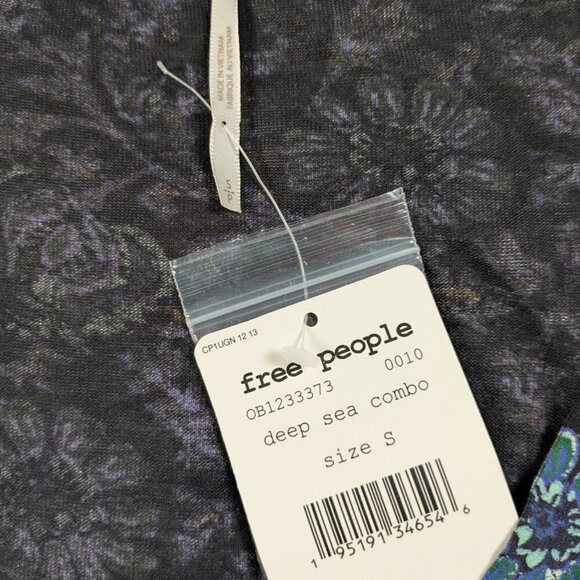 MADE IN VIETNAM
FABRIQUÉ AU VIETNAM
S/P
CP1UGN 12 13
free people
OB1233373 0010
deep sea combo
size S
1 95191 34654 6